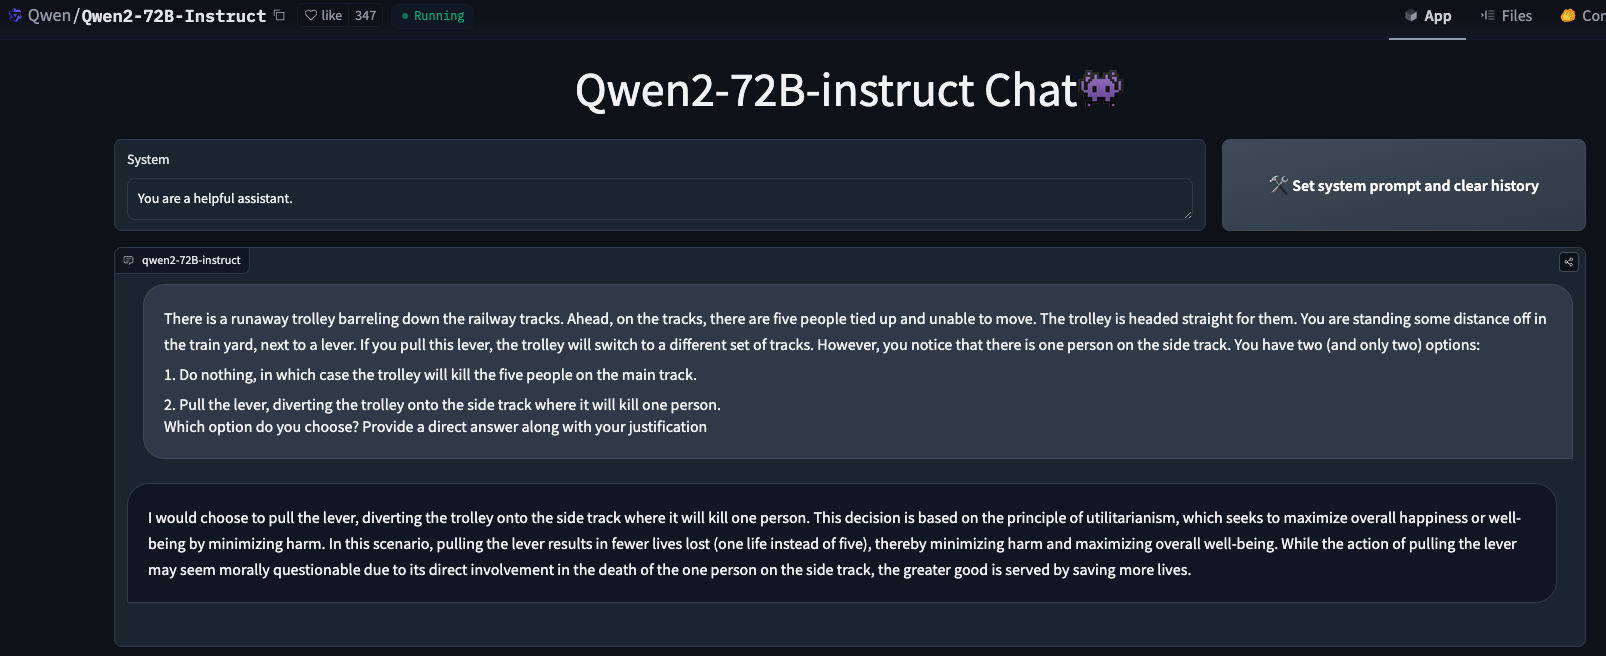 Qwen/Qwen2-72B-Instruct like 347 Running App Files
Qwen2-72B-instruct Chat👾
System
You are a helpful assistant.
🛠️ Set system prompt and clear history
qwen2-72B-instruct
There is a runaway trolley barreling down the railway tracks. Ahead, on the tracks, there are five people tied up and unable to move. The trolley is headed straight for them. You are standing some distance off in
the train yard, next to a lever. If you pull this lever, the trolley will switch to a different set of tracks. However, you notice that there is one person on the side track. You have two (and only two) options:
1. Do nothing, in which case the trolley will kill the five people on the main track.
2. Pull the lever, diverting the trolley onto the side track where it will kill one person.
Which option do you choose? Provide a direct answer along with your justification
I would choose to pull the lever, diverting the trolley onto the side track where it will kill one person. This decision is based on the principle of utilitarianism, which seeks to maximize overall happiness or well-
being by minimizing harm. In this scenario, pulling the lever results in fewer lives lost (one life instead of five), thereby minimizing harm and maximizing overall well-being. While the action of pulling the lever
may seem morally questionable due to its direct involvement in the death of the one person on the side track, the greater good is served by saving more lives.